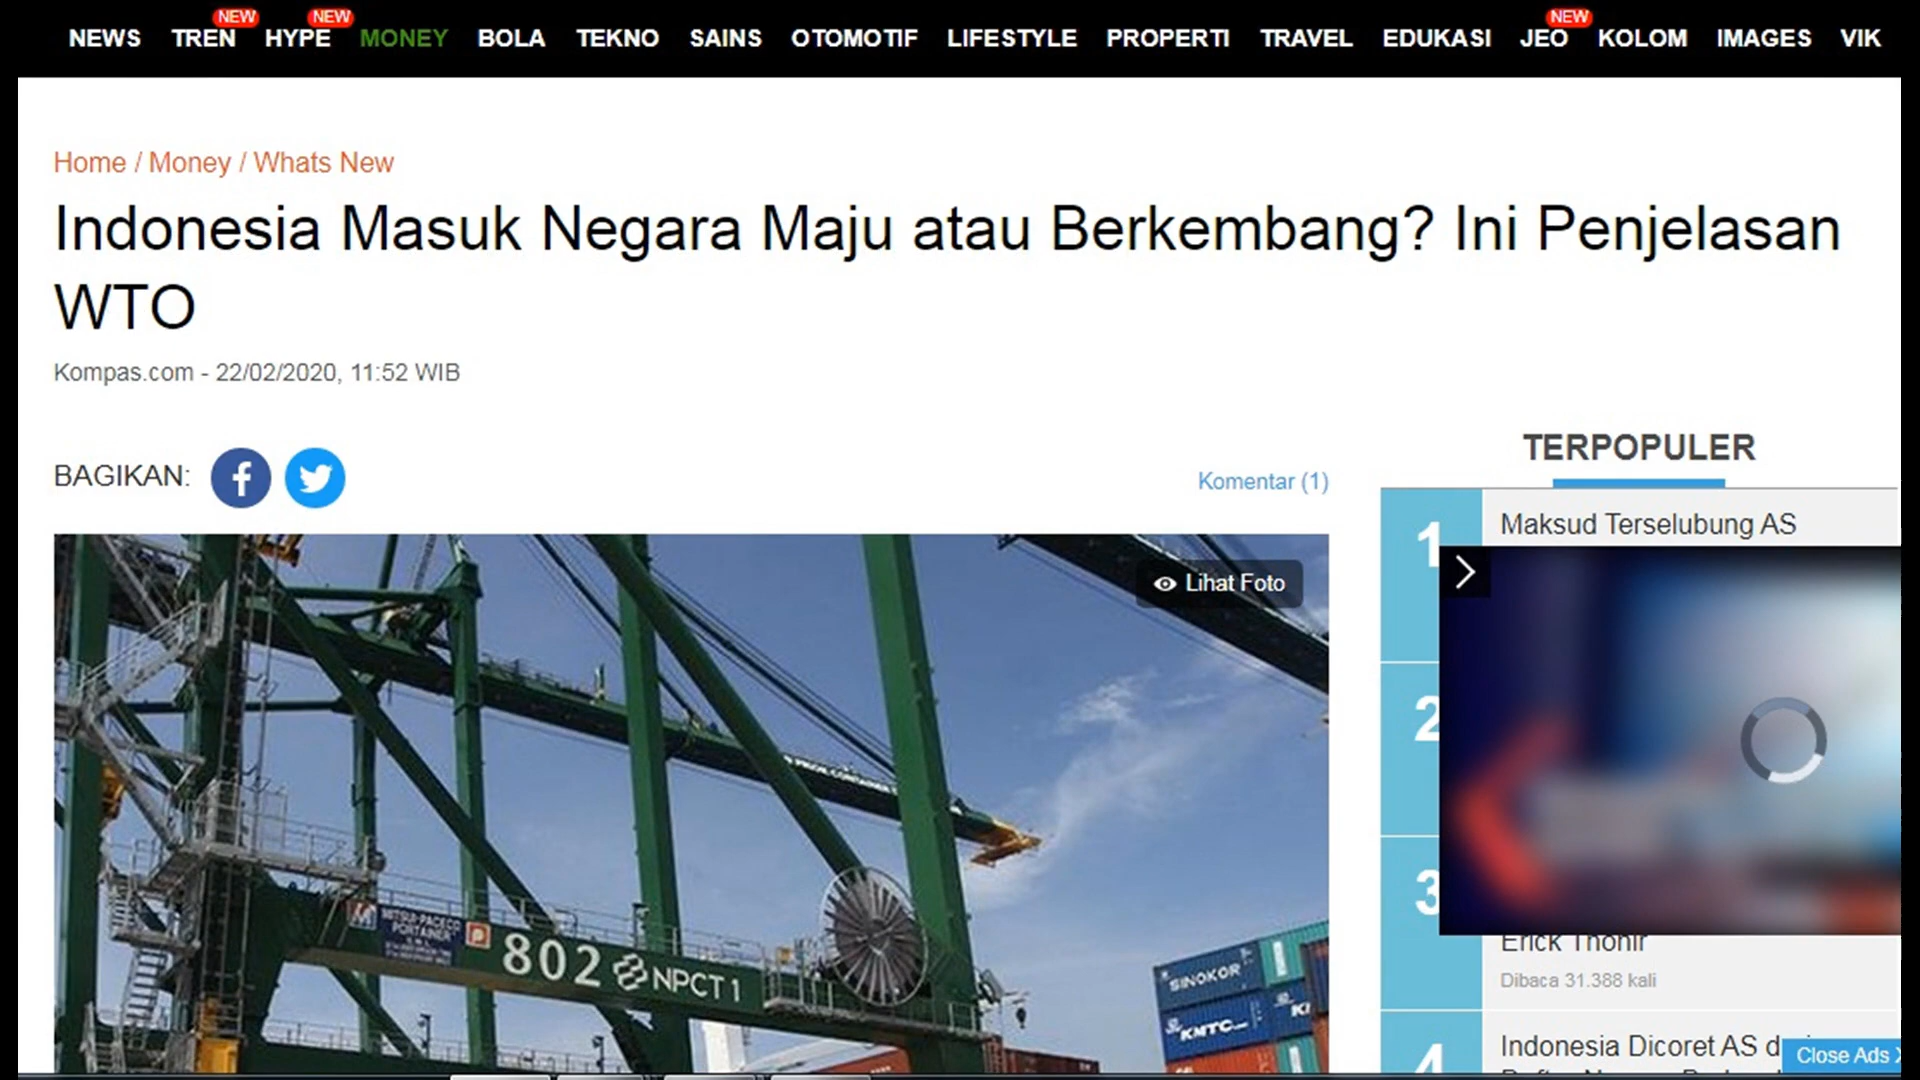 NEW NEW NEW
NEWS TREN HYPE MONEY BOLA TEKNO SAINS OTOMOTIF LIFESTYLE PROPERTI TRAVEL EDUKASI JEO KOLOM IMAGES VIK
Home / Money / Whats New
Indonesia Masuk Negara Maju atau Berkembang? Ini Penjelasan
WTO
Kompas.com - 22/02/2020, 11:52 WIB
BAGIKAN:
Komentar (1)
Lihat Foto
MITSUI-PACECO
PORTAINER
P
802 NPCT 1
SINOKOR
KMTC
TERPOPULER
1 Maksud Terselubung AS
2
3
Erick Thohir
Dibaca 31.388 kali
4 Indonesia Dicoret AS
Close Ads